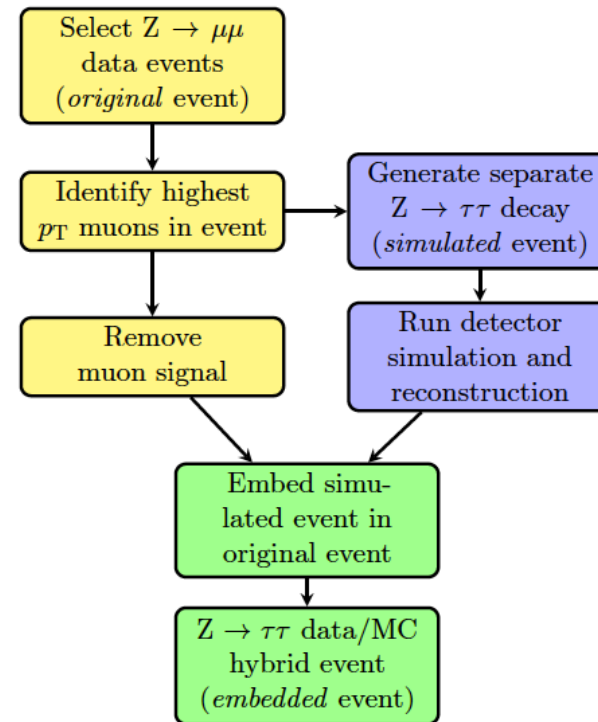 Select Z → μμ
data events
(original event)
Identify highest
pT muons in event
Generate separate
Z → ττ decay
(simulated event)
Remove
muon signal
Run detector
simulation and
reconstruction
Embed simu-
lated event in
original event
Z → ττ data/MC
hybrid event
(embedded event)